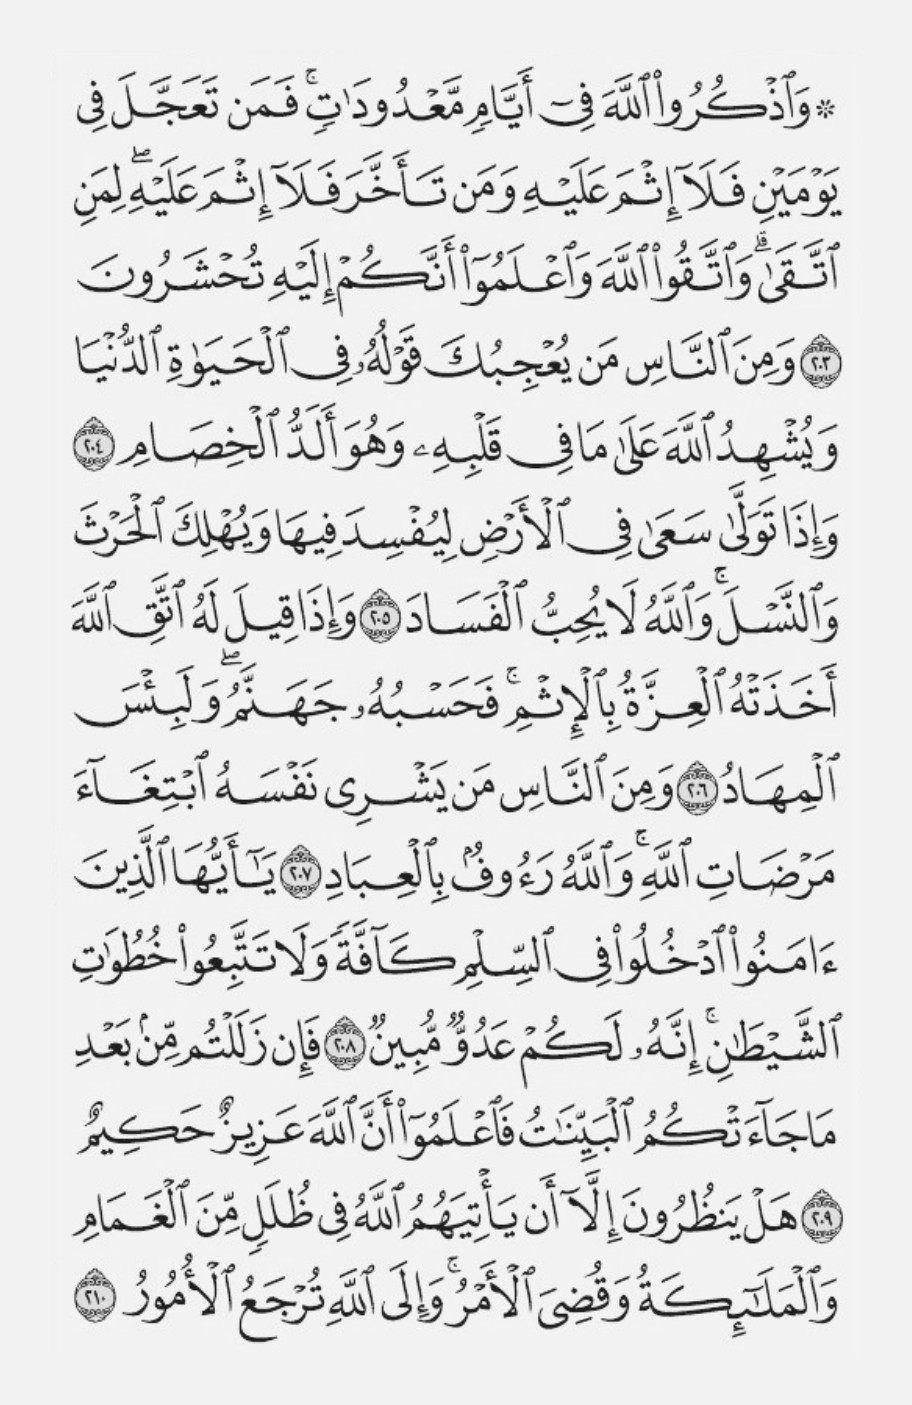 ۞ وَٱذۡكُرُواْ ٱللَّهَ فِيٓ أَيَّامٖ مَّعۡدُودَٰتٖۚ فَمَن تَعَجَّلَ فِي
يَوۡمَيۡنِ فَلَآ إِثۡمَ عَلَيۡهِ وَمَن تَأَخَّرَ فَلَآ إِثۡمَ عَلَيۡهِۖ لِمَنِ
ٱتَّقَىٰۗ وَٱتَّقُواْ ٱللَّهَ وَٱعۡلَمُوٓاْ أَنَّكُمۡ إِلَيۡهِ تُحۡشَرُونَ
٢٠٣ وَمِنَ ٱلنَّاسِ مَن يُعۡجِبُكَ قَوۡلُهُۥ فِي ٱلۡحَيَوٰةِ ٱلدُّنۡيَا
وَيُشۡهِدُ ٱللَّهَ عَلَىٰ مَا فِي قَلۡبِهِۦ وَهُوَ أَلَدُّ ٱلۡخِصَامِ ٢٠٤
وَإِذَا تَوَلَّىٰ سَعَىٰ فِي ٱلۡأَرۡضِ لِيُفۡسِدَ فِيهَا وَيُهۡلِكَ ٱلۡحَرۡثَ
وَٱلنَّسۡلَۚ وَٱللَّهُ لَا يُحِبُّ ٱلۡفَسَادَ ٢٠٥ وَإِذَا قِيلَ لَهُ ٱتَّقِ ٱللَّهَ
أَخَذَتۡهُ ٱلۡعِزَّةُ بِٱلۡإِثۡمِۚ فَحَسۡبُهُۥ جَهَنَّمُۖ وَلَبِئۡسَ
ٱلۡمِهَادُ ٢٠٦ وَمِنَ ٱلنَّاسِ مَن يَشۡرِي نَفۡسَهُ ٱبۡتِغَآءَ
مَرۡضَاتِ ٱللَّهِۚ وَٱللَّهُ رَءُوفُۢ بِٱلۡعِبَادِ ٢٠٧ يَٰٓأَيُّهَا ٱلَّذِينَ
ءَامَنُواْ ٱدۡخُلُواْ فِي ٱلسِّلۡمِ كَآفَّةٗ وَلَا تَتَّبِعُواْ خُطُوَٰتِ
ٱلشَّيۡطَٰنِۚ إِنَّهُۥ لَكُمۡ عَدُوّٞ مُّبِينٞ ٢٠٨ فَإِن زَلَلۡتُم مِّنۢ بَعۡدِ
مَا جَآءَتۡكُمُ ٱلۡبَيِّنَٰتُ فَٱعۡلَمُوٓاْ أَنَّ ٱللَّهَ عَزِيزٌ حَكِيمٌ
٢٠٩ هَلۡ يَنظُرُونَ إِلَّآ أَن يَأۡتِيَهُمُ ٱللَّهُ فِي ظُلَلٖ مِّنَ ٱلۡغَمَامِ
وَٱلۡمَلَٰٓئِكَةُ وَقُضِيَ ٱلۡأَمۡرُۚ وَإِلَى ٱللَّهِ تُرۡجَعُ ٱلۡأُمُورُ ٢١٠